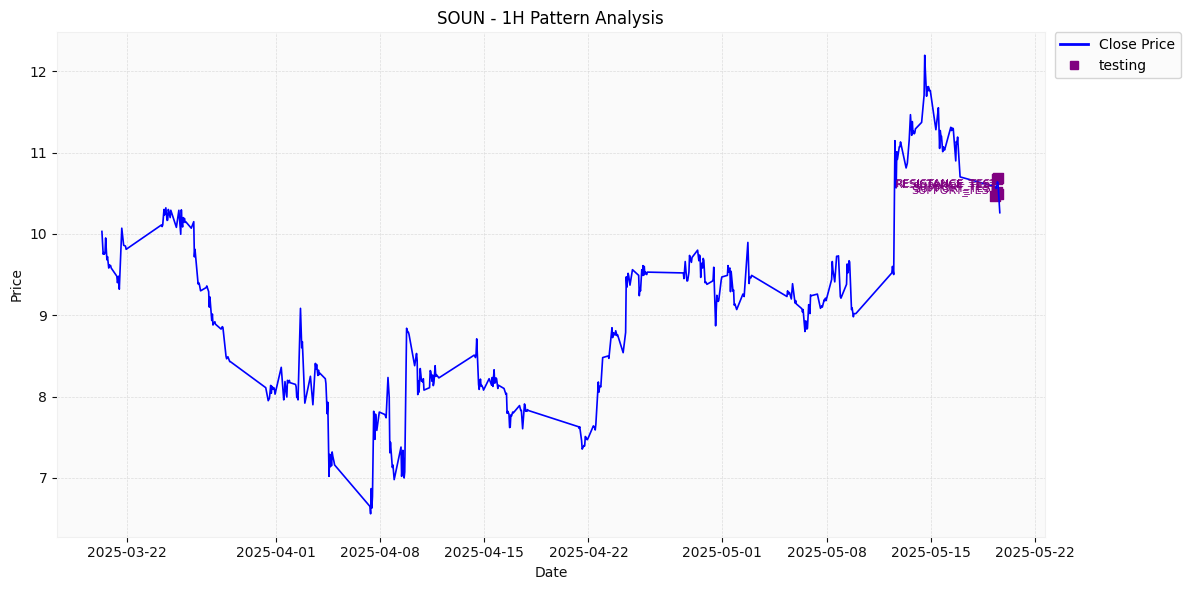 SOUN - 1H Pattern Analysis
Close Price
testing
Price
12
11
10
9
8
7
RESISTANCE_TEST
SUPPORT_TEST
2025-03-22
2025-04-01
2025-04-08
2025-04-15
2025-04-22
2025-05-01
2025-05-08
2025-05-15
2025-05-22
Date